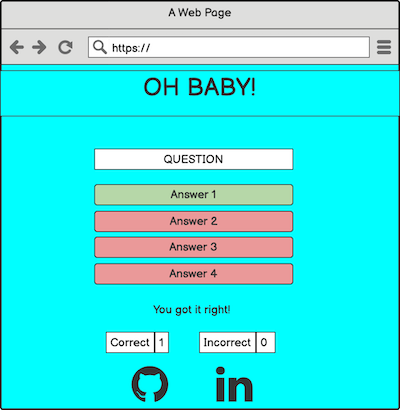 A Web Page
https://
OH BABY!
QUESTION
Answer 1
Answer 2
Answer 3
Answer 4
You got it right!
Correct 1 Incorrect 0
in